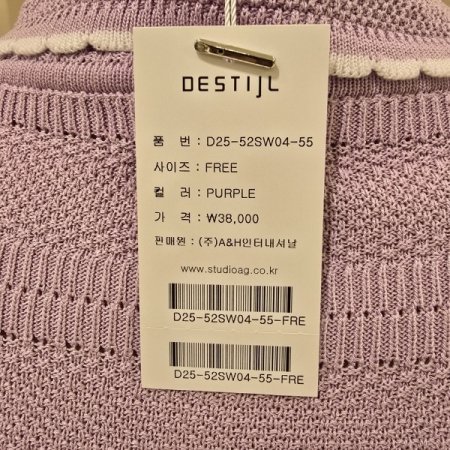 DESTIJL
품 번 : D25-52SW04-55
사이즈 : FREE
컬 러 : PURPLE
가 격 : ₩38,000
판매원 : (주)A&H인터내셔날
www.studioag.co.kr
D25-52SW04-55-FRE
D25-52SW04-55-FRE